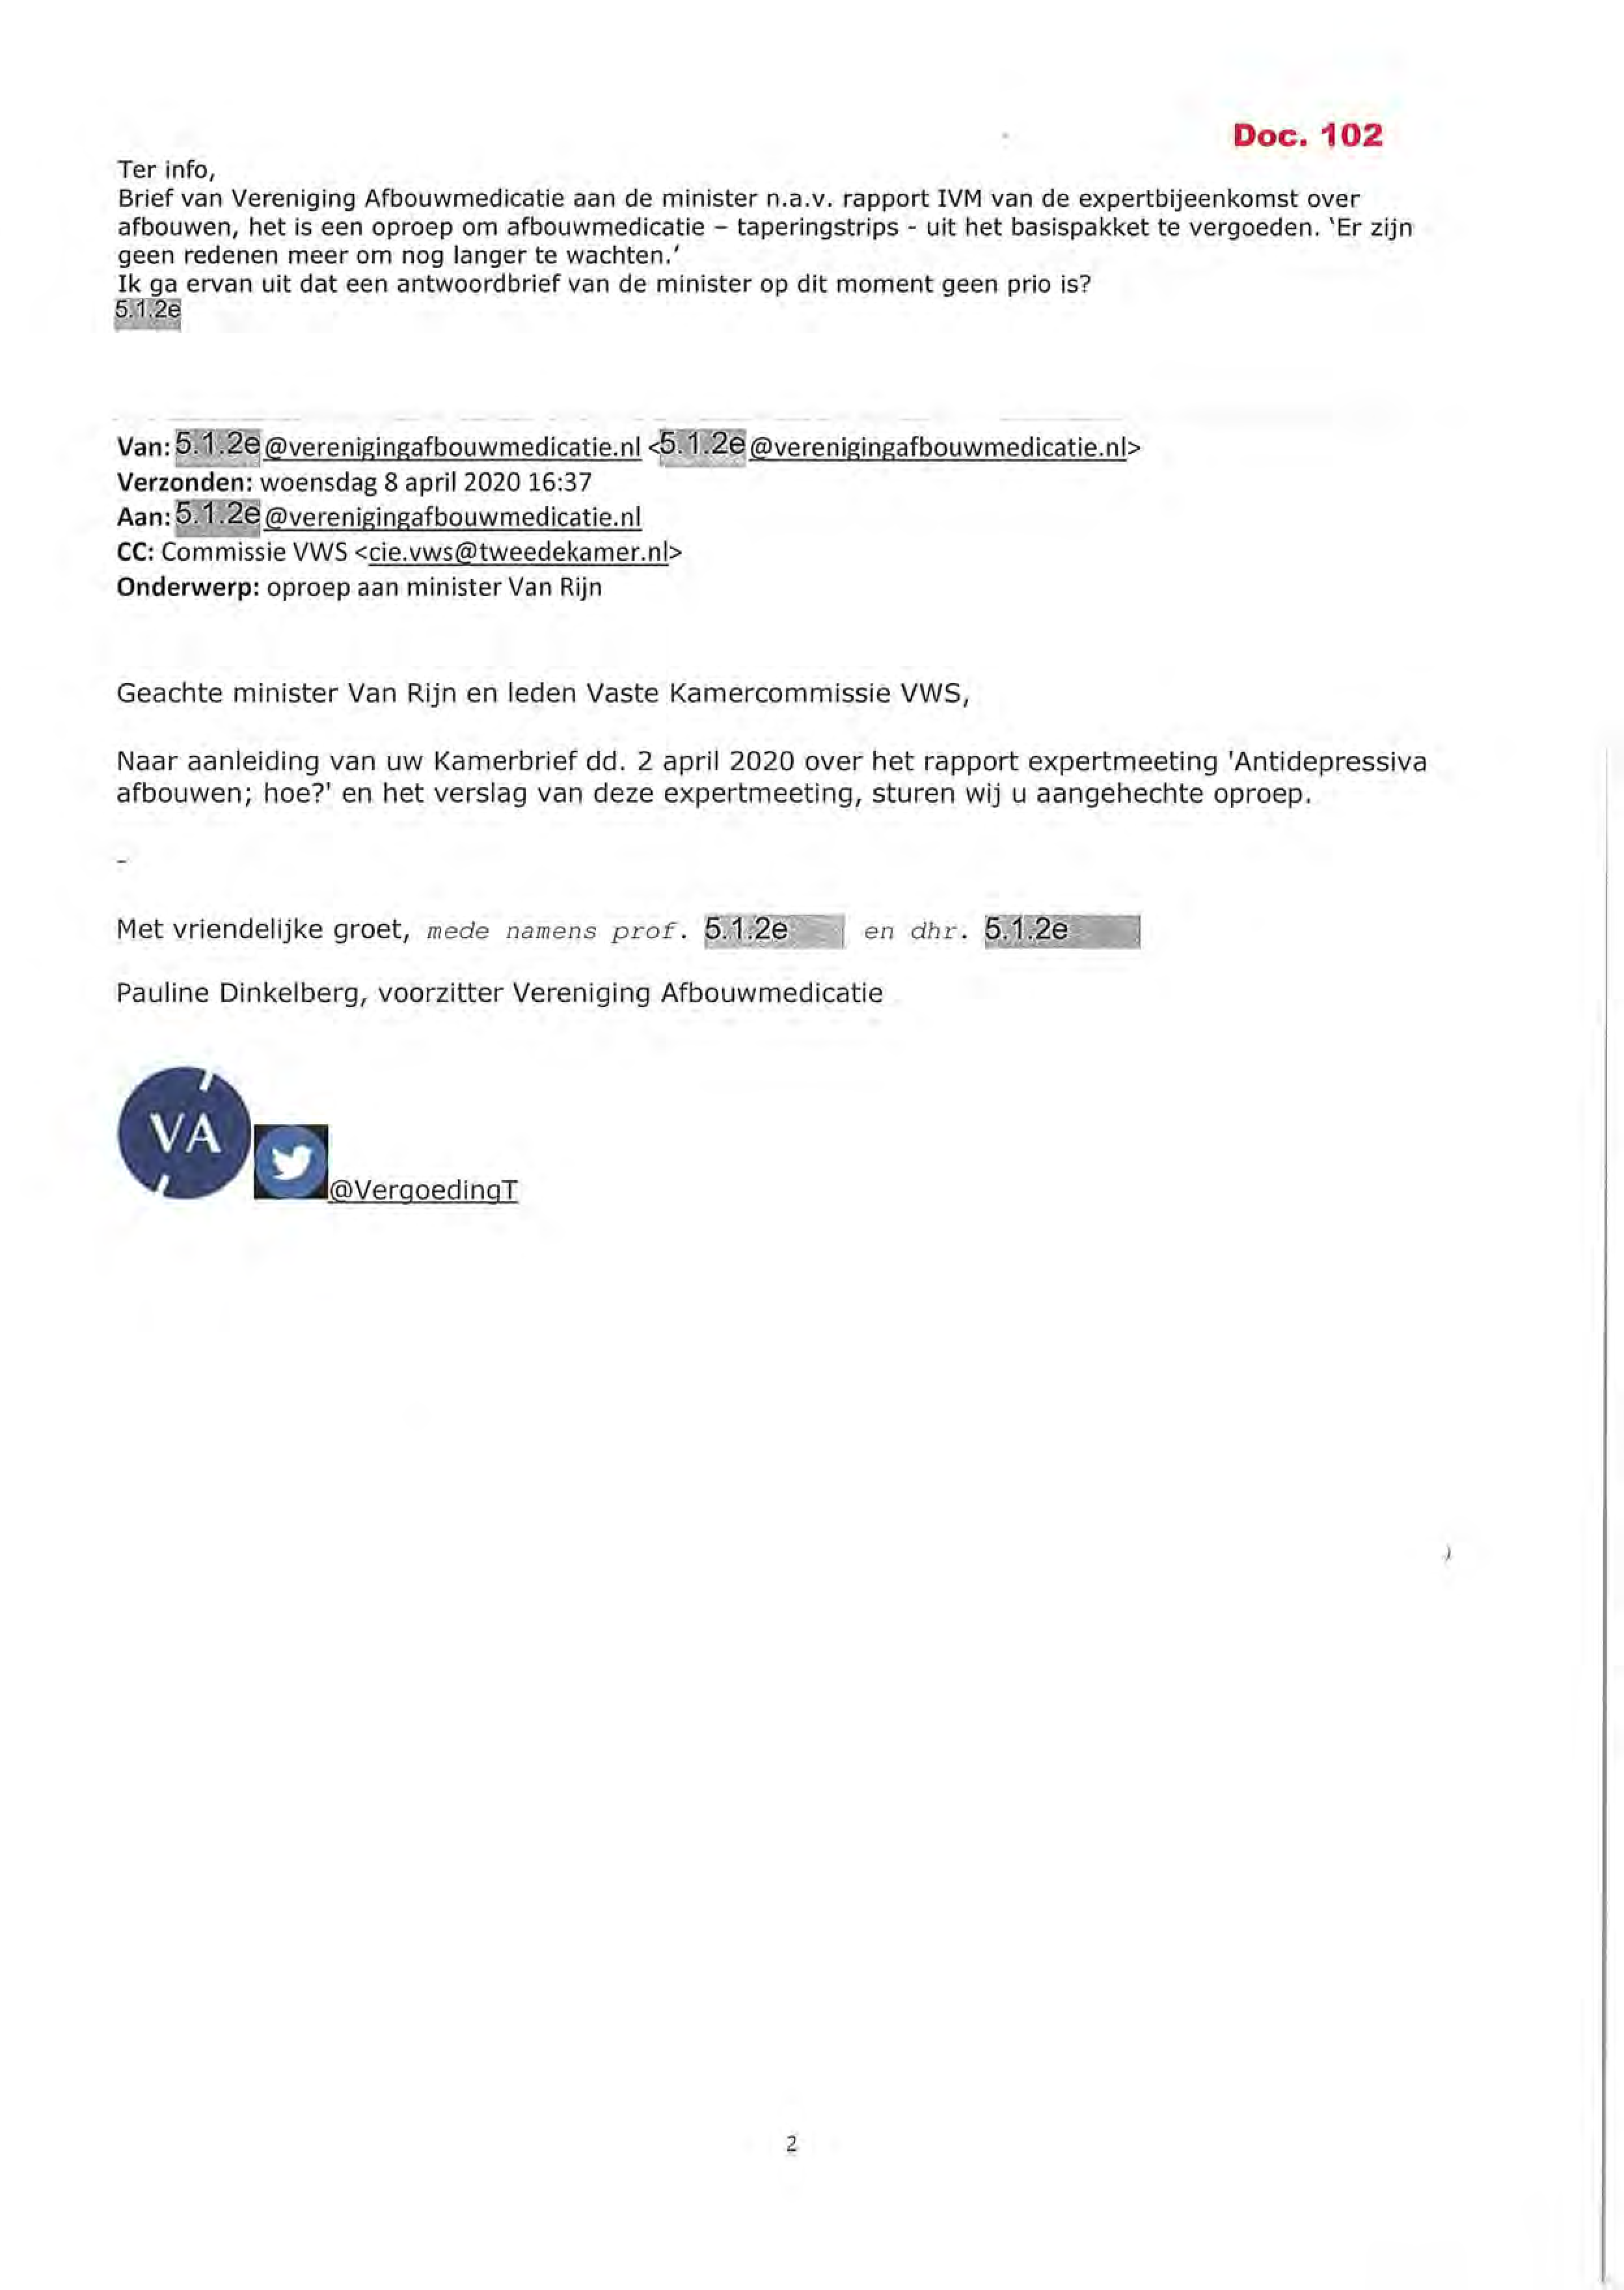 Doc. 102
Ter info,
Brief van Vereniging Afbouwmedicatie aan de minister n.a.v. rapport IVM van de expertbijeenkomst over
afbouwen, het is een oproep om afbouwmedicatie – taperingstrips - uit het basispakket te vergoeden. ‘Er zijn
geen redenen meer om nog langer te wachten.’
Ik ga ervan uit dat een antwoordbrief van de minister op dit moment geen prio is?
5.1.2e
Van: 5.1.2e @verenigingafbouwmedicatie.nl <5.1.2e @verenigingafbouwmedicatie.nl>
Verzonden: woensdag 8 april 2020 16:37
Aan: 5.1.2e @verenigingafbouwmedicatie.nl
CC: Commissie VWS <cie.vws@tweedekamer.nl>
Onderwerp: oproep aan minister Van Rijn
Geachte minister Van Rijn en leden Vaste Kamercommissie VWS,
Naar aanleiding van uw Kamerbrief dd. 2 april 2020 over het rapport expertmeeting 'Antidepressiva
afbouwen; hoe?' en het verslag van deze expertmeeting, sturen wij u aangehechte oproep.
-
Met vriendelijke groet, mede namens prof. 5.1.2e en dhr. 5.1.2e
Pauline Dinkelberg, voorzitter Vereniging Afbouwmedicatie
VA
@VergoedingT
2